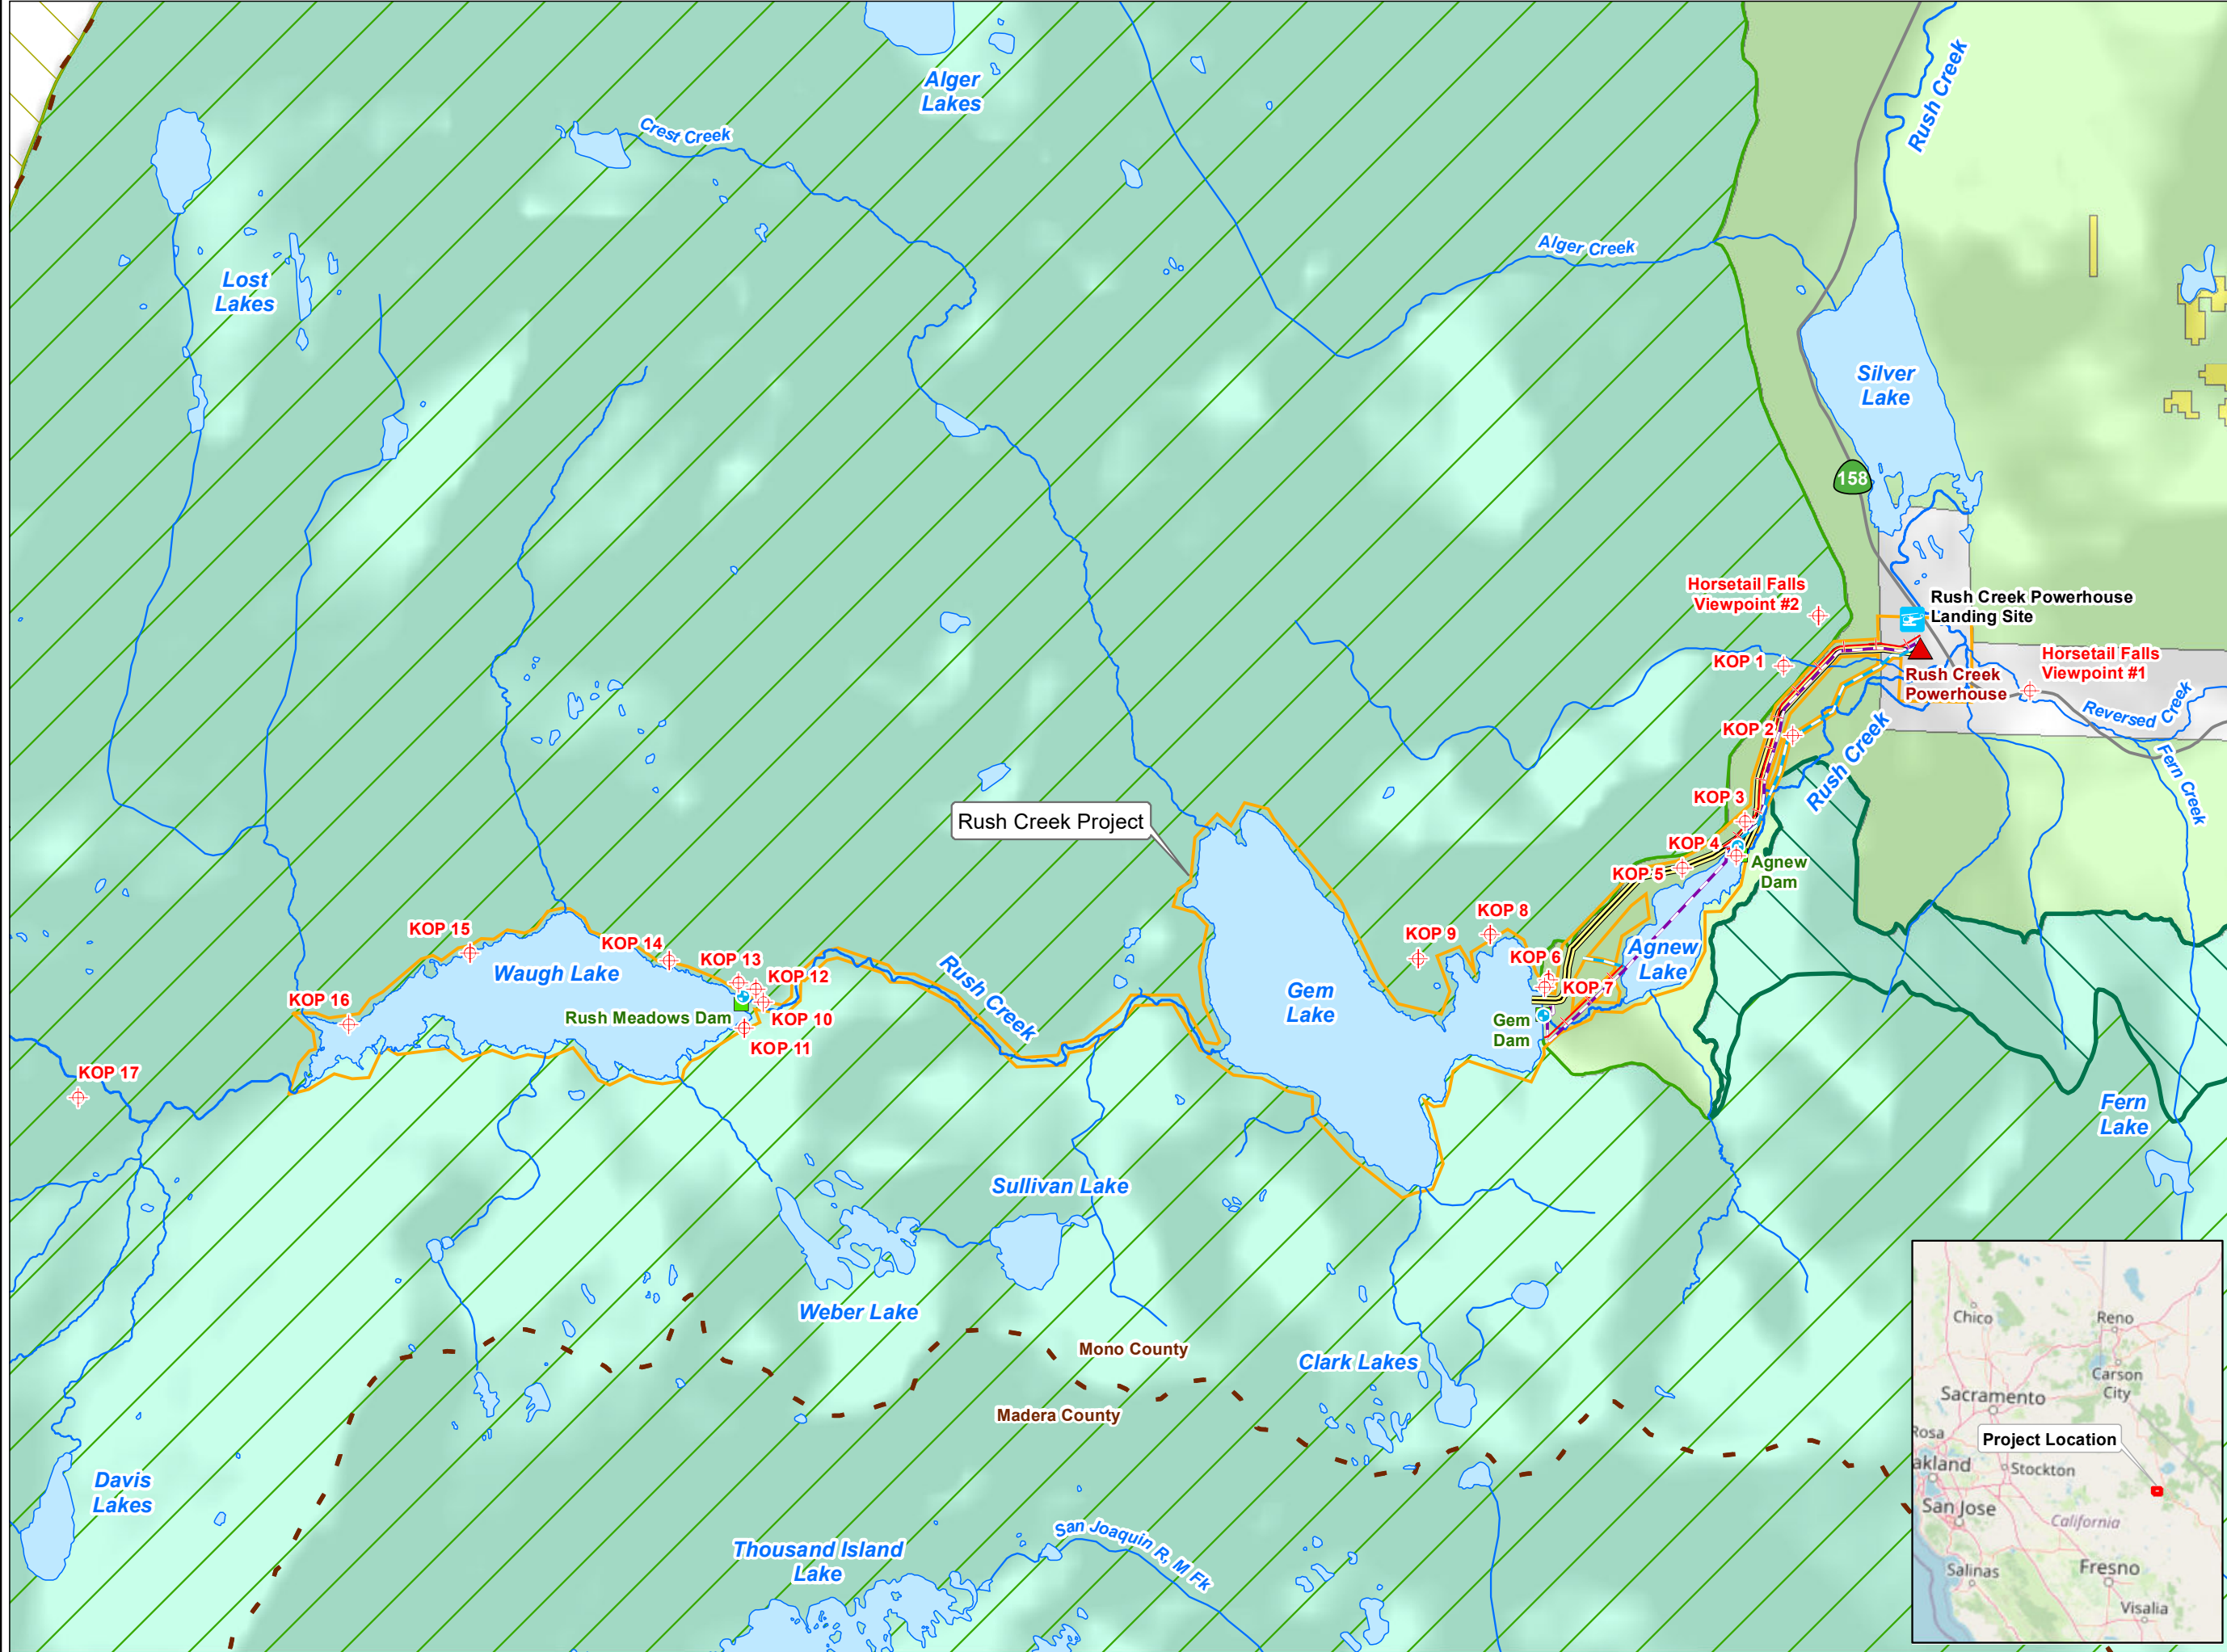 Alger
Lakes
Crest Creek
Rush Creek
Alger Creek
Lost
Lakes
Silver
Lake
158
Horsetail Falls
Viewpoint #2
Rush Creek Powerhouse
Landing Site
KOP 1
Horsetail Falls
Viewpoint #1
Rush Creek
Powerhouse
Reversed Creek
KOP 2
Rush Creek
Fern Creek
KOP 3
Rush Creek Project
KOP 4
Agnew
Dam
KOP 5
KOP 8
KOP 9
KOP 15
KOP 14
Agnew
Lake
KOP 6
KOP 13
Waugh Lake
KOP 12
Rush Creek
KOP 7
Gem
Lake
KOP 16
Rush Meadows Dam
KOP 10
Gem
Dam
KOP 11
KOP 17
Fern
Lake
Sullivan Lake
Weber Lake
Mono County
Clark Lakes
Madera County
Davis
Lakes
San Joaquin R, M Fk
Thousand Island
Lake
Chico
Reno
Carson
City
Sacramento
Rosa
Project Location
akland
Stockton
San Jose
California
Salinas
Fresno
Visalia